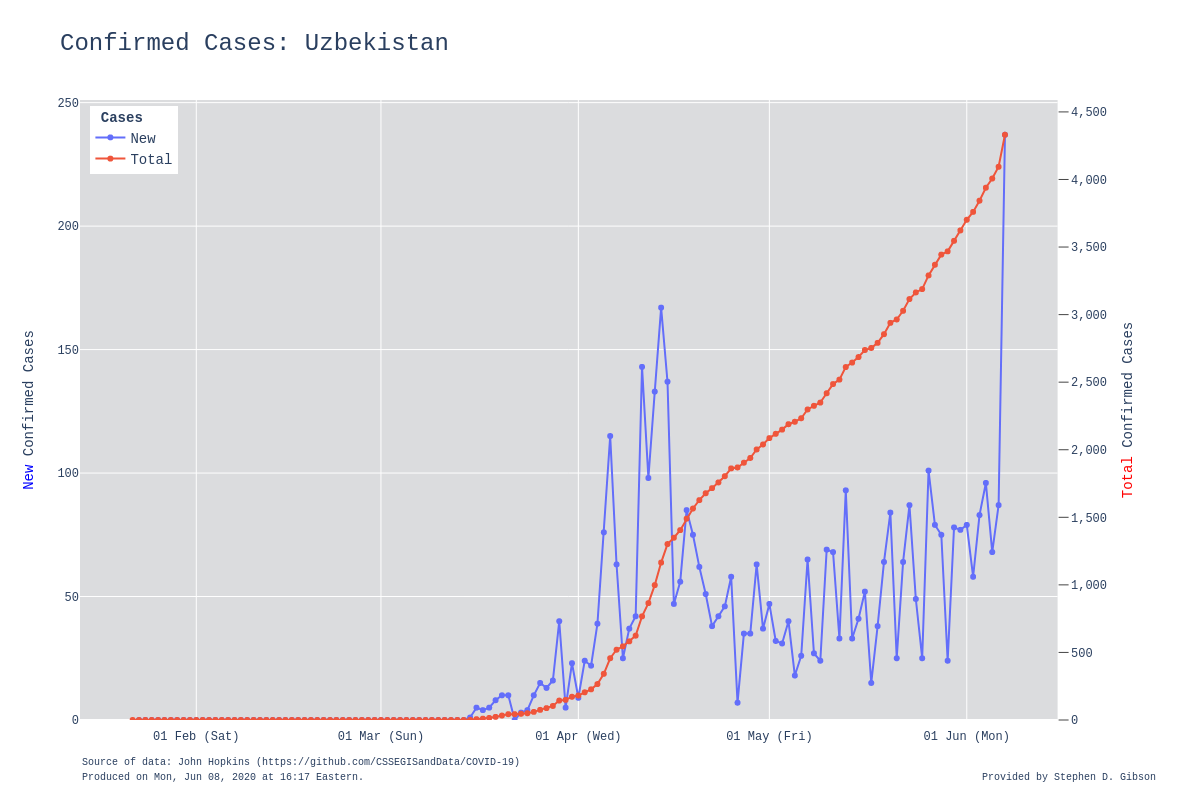 Confirmed Cases: Uzbekistan
Cases
New
Total
250
200
150
100
50
0
4,500
4,000
3,500
3,000
2,500
2,000
1,500
1,000
500
0
New Confirmed Cases
Total Confirmed Cases
01 Feb (Sat)
01 Mar (Sun)
01 Apr (Wed)
01 May (Fri)
01 Jun (Mon)
Source of data: John Hopkins (https://github.com/CSSEGISandData/COVID-19)
Produced on Mon, Jun 08, 2020 at 16:17 Eastern.
Provided by Stephen D. Gibson